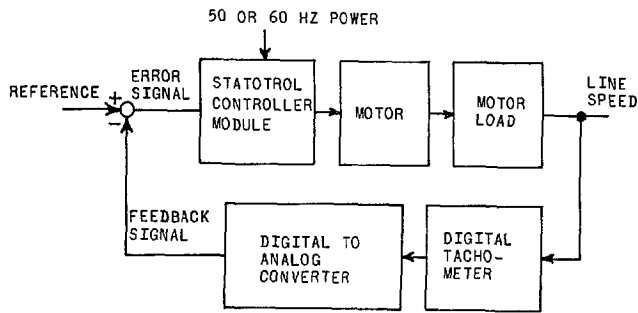 50 OR 60 HZ POWER
REFERENCE
+
−
ERROR
SIGNAL
STATOTROL
CONTROLLER
MODULE
MOTOR
MOTOR
LOAD
LINE
SPEED
FEEDBACK
SIGNAL
DIGITAL TO
ANALOG
CONVERTER
DIGITAL
TACHO-
METER